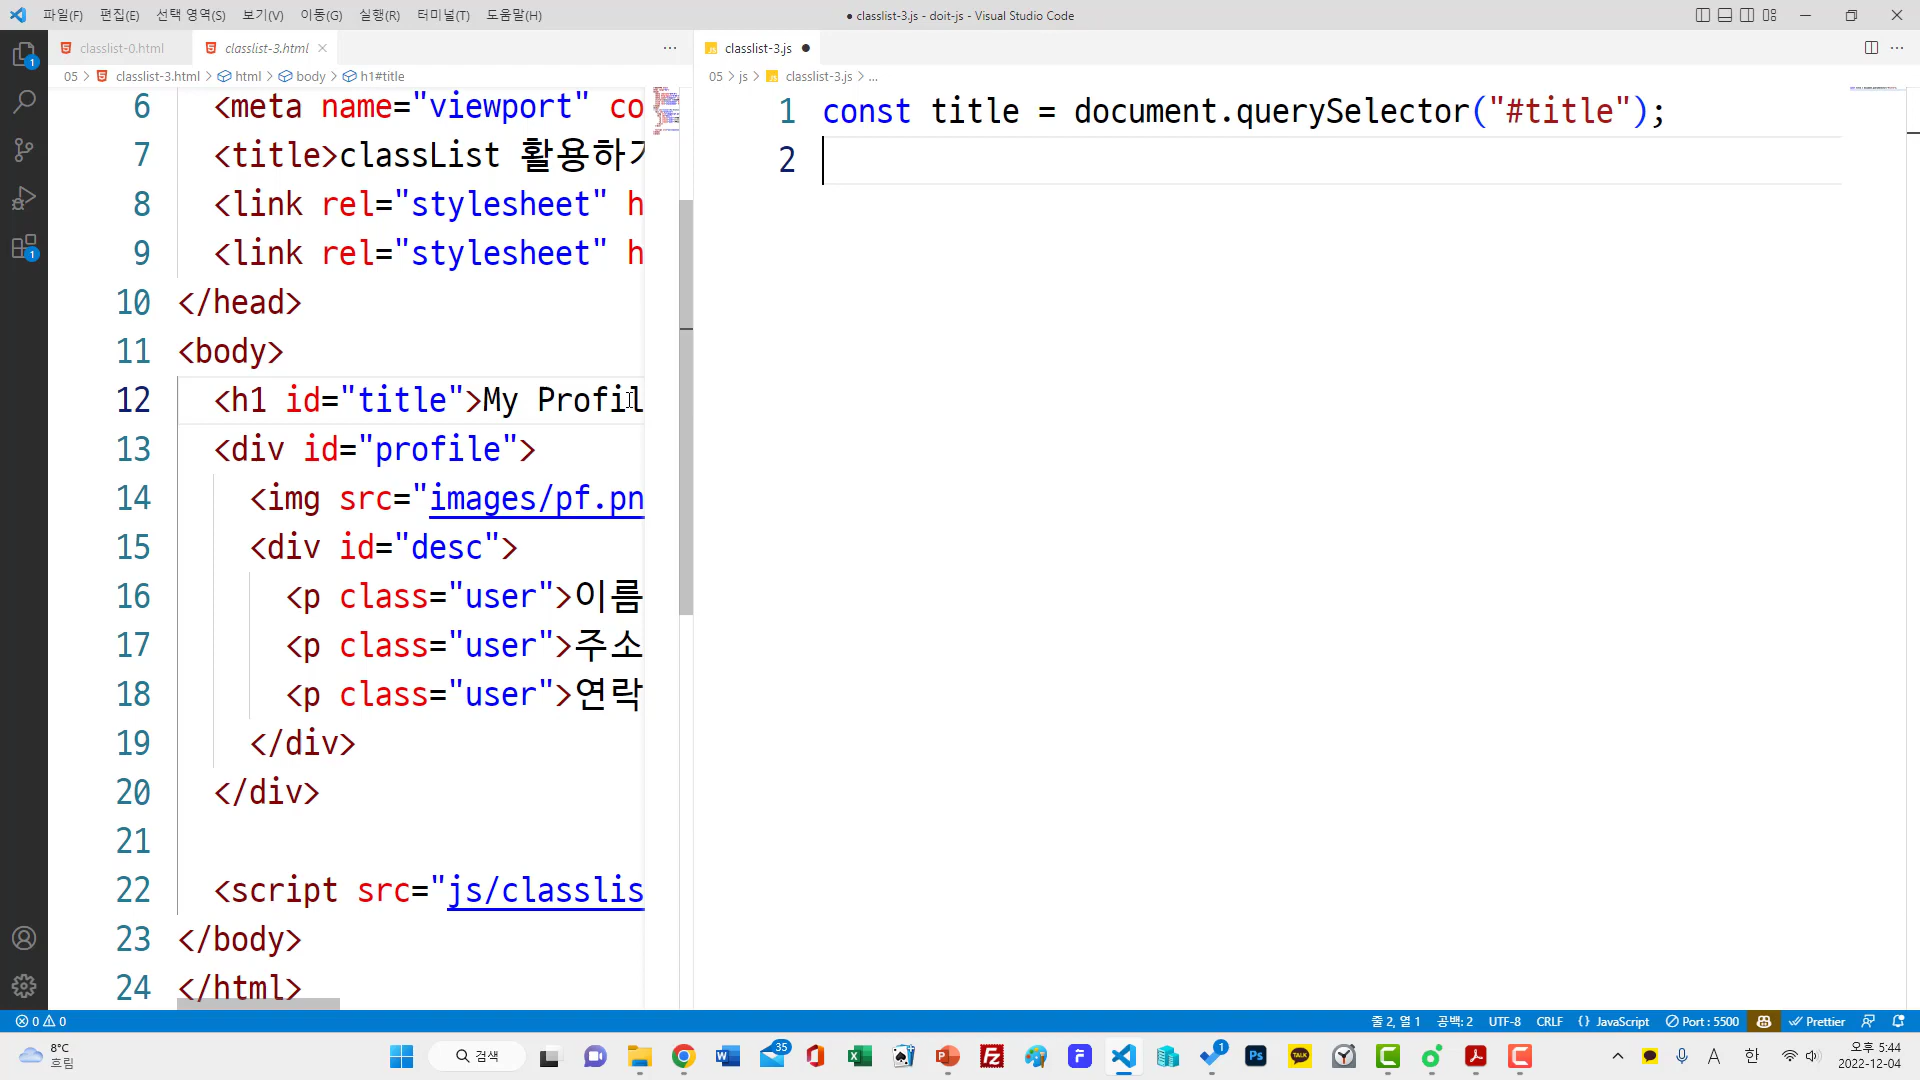 파일(F) 편집(E) 선택 영역(S) 보기(V) 이동(G) 실행(R) 터미널(T) 도움말(H)
● classlist-3.js - doit-js - Visual Studio Code
classlist-0.html
classlist-3.html
05 > classlist-3.html > html > body > h1#title
6 <meta name="viewport" co
7 <title>classList 활용하기
8 <link rel="stylesheet" h
9 <link rel="stylesheet" h
10 </head>
11 <body>
12 <h1 id="title">My Profil
13 <div id="profile">
14 <img src="images/pf.pn
15 <div id="desc">
16 <p class="user">이름
17 <p class="user">주소
18 <p class="user">연락
19 </div>
20 </div>
21
22 <script src="js/classlis
23 </body>
24 </html>
classlist-3.js
05 > js > classlist-3.js > ...
1 const title = document.querySelector("#title");
2
0 0
줄 2, 열 1 공백: 2 UTF-8 CRLF {} JavaScript Port : 5500 Prettier
8°C
흐림
검색
35
1
한
오후 5:44
2022-12-04